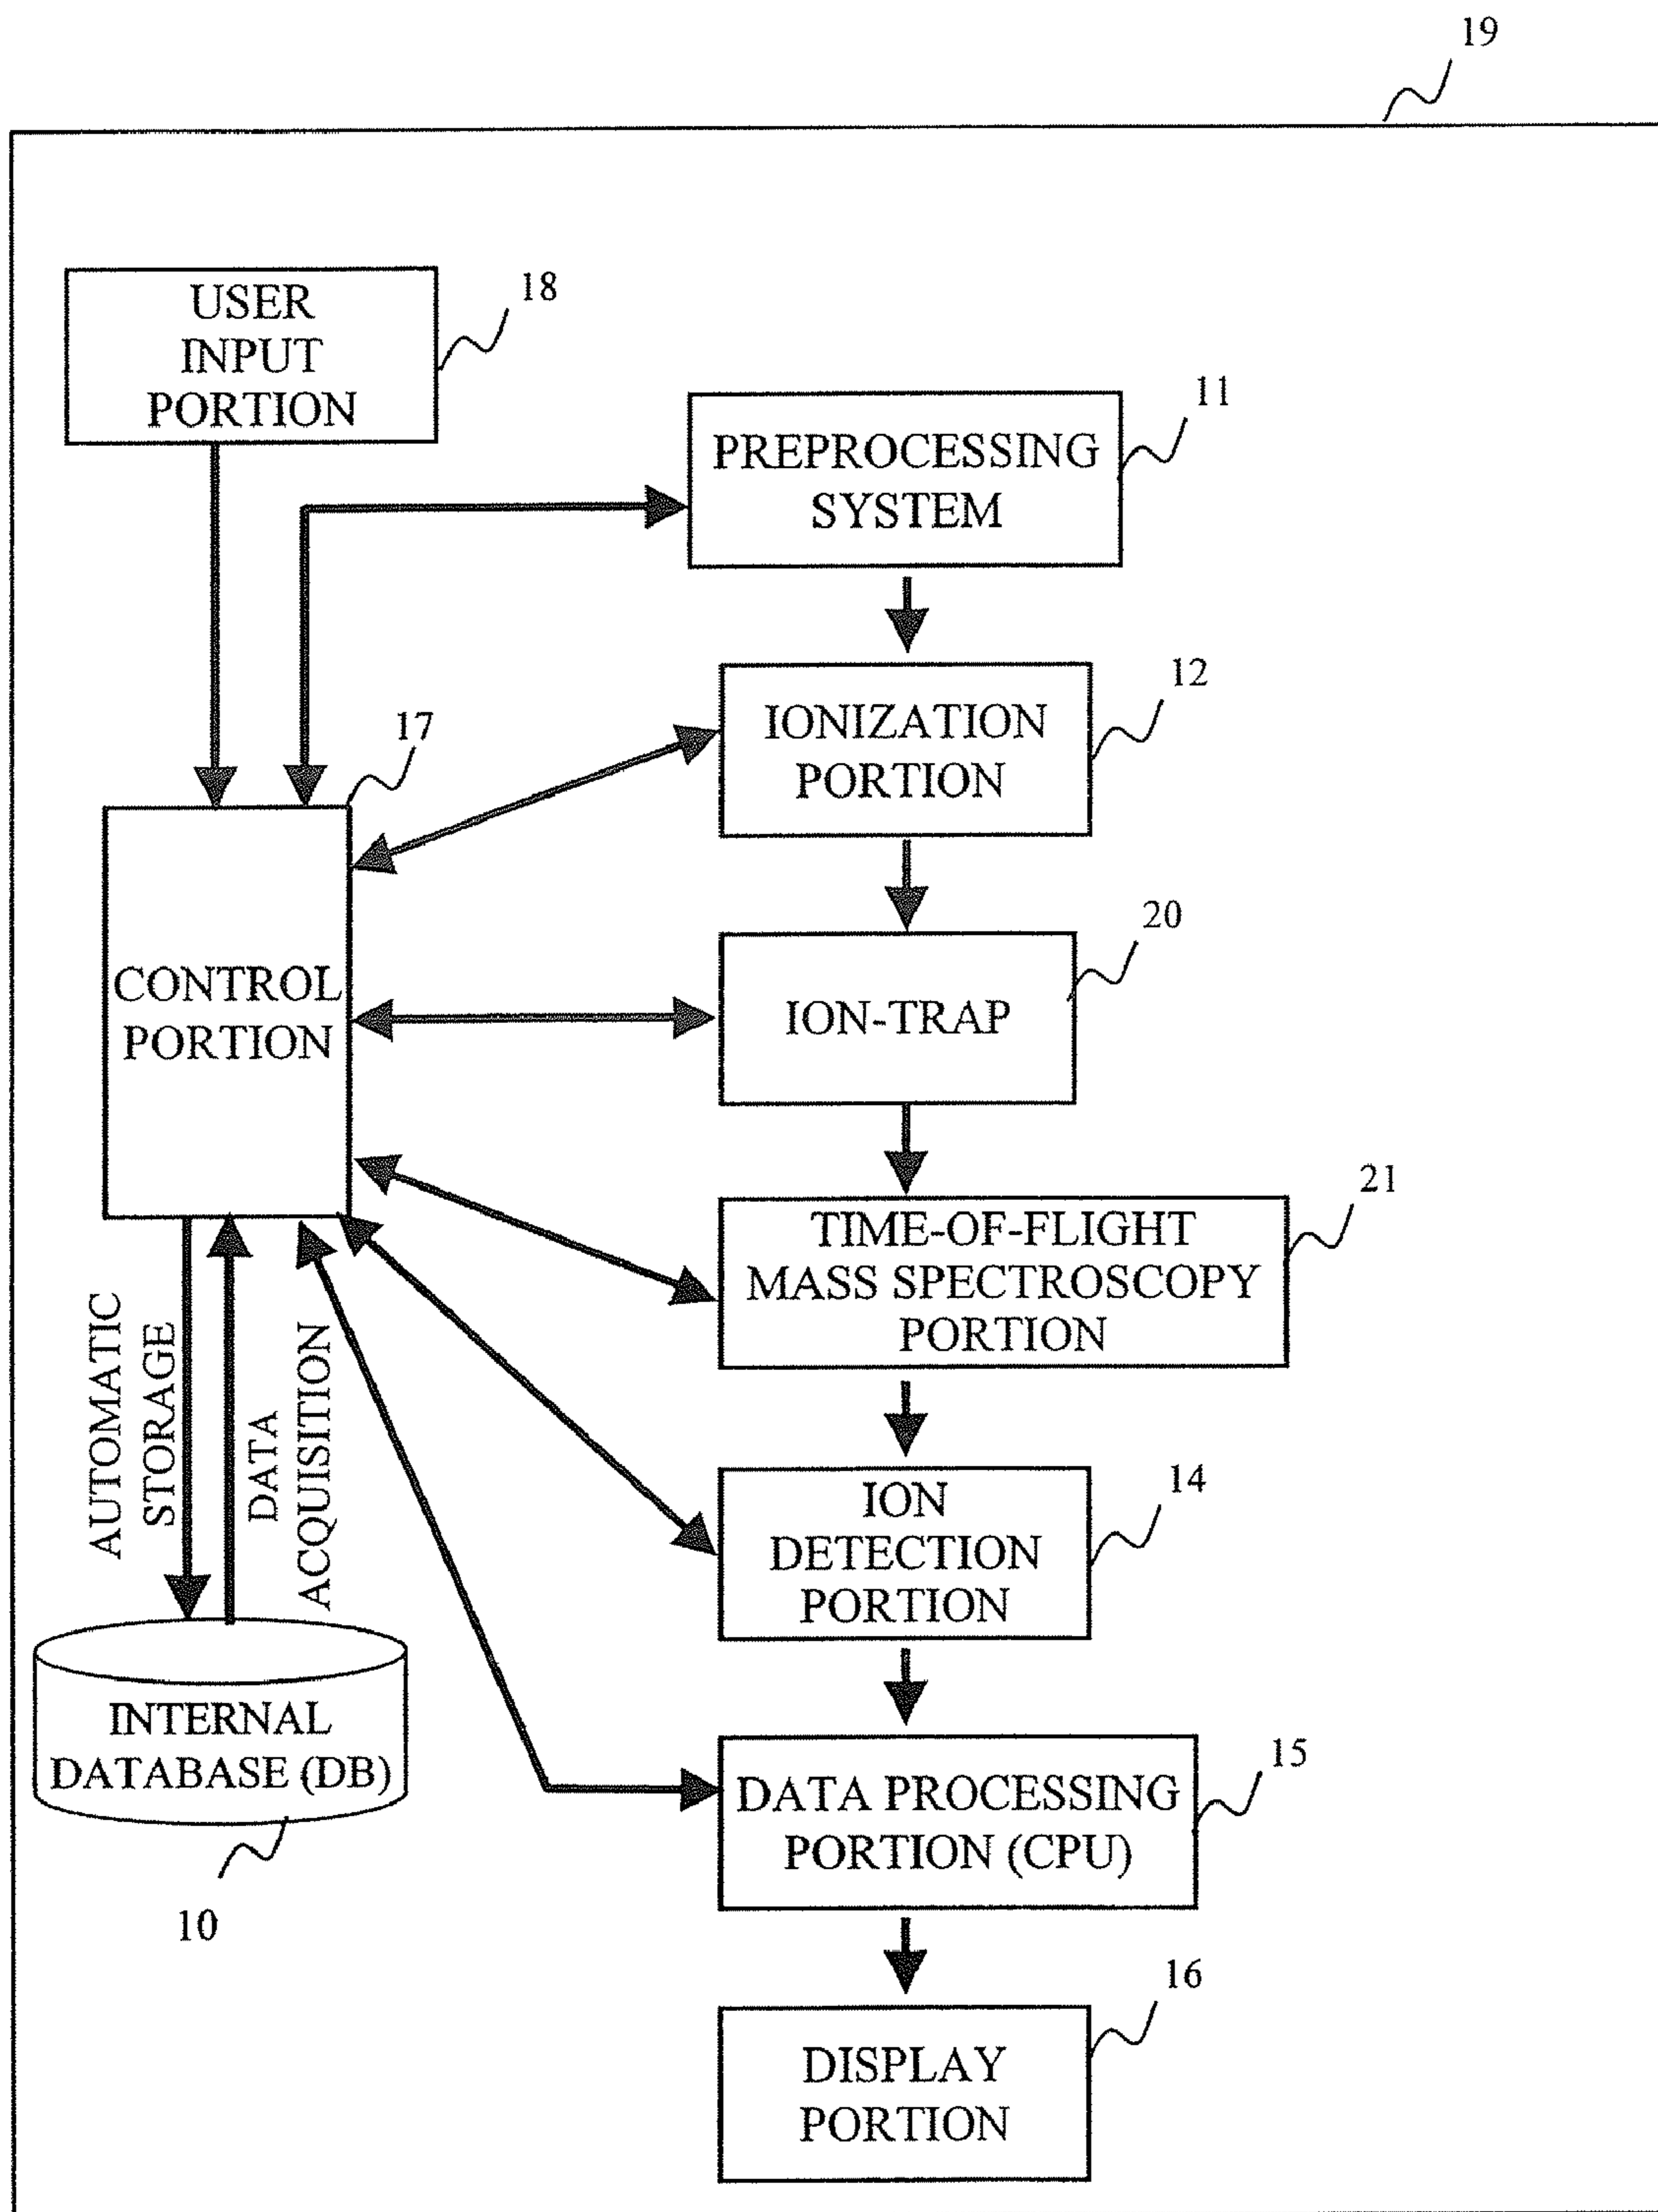 19
USER
INPUT
PORTION
18
PREPROCESSING
SYSTEM
11
IONIZATION
PORTION
12
17
CONTROL
PORTION
ION-TRAP
20
TIME-OF-FLIGHT
MASS SPECTROSCOPY
PORTION
21
AUTOMATIC
STORAGE
DATA
ACQUISITION
ION
DETECTION
PORTION
14
INTERNAL
DATABASE (DB)
10
DATA PROCESSING
PORTION (CPU)
15
DISPLAY
PORTION
16